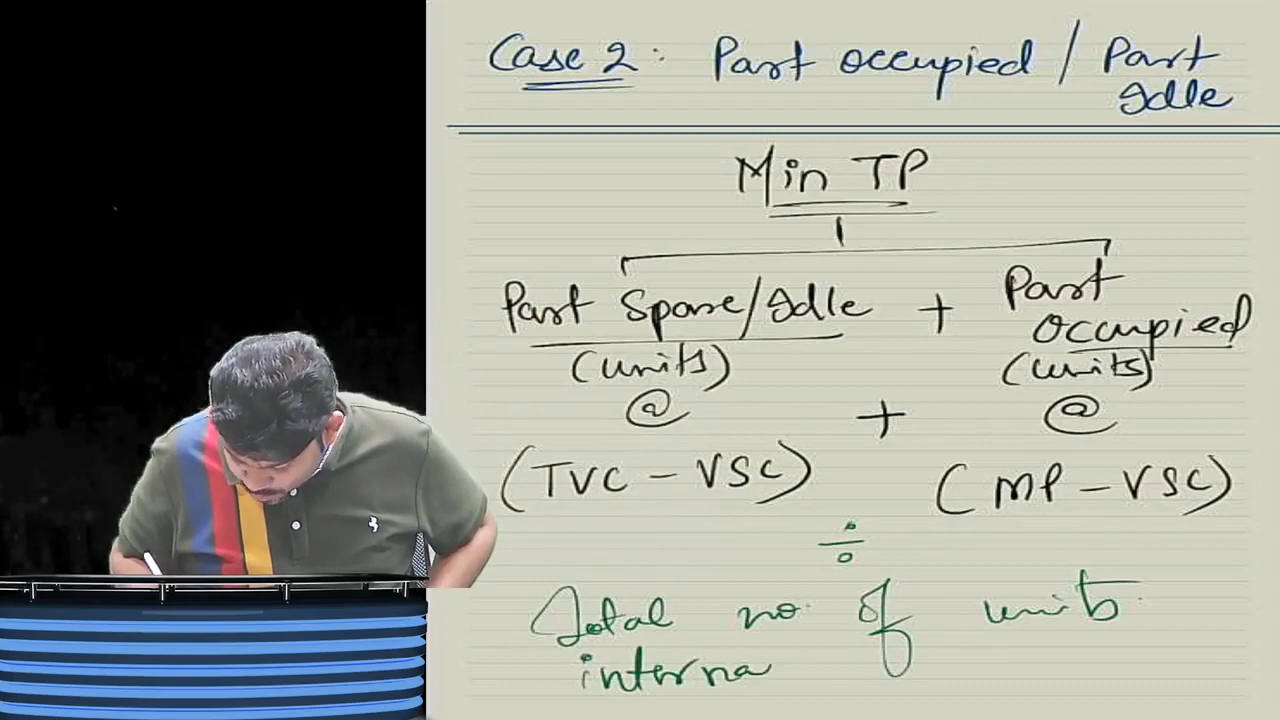 Case 2 : Part occupied / Part Idle
Min TP
Part Spare/Idle + Part occupied
(units) (units)
@ + @
(TVC - VSC) (MP - VSC)
÷
Total no. of units
interna